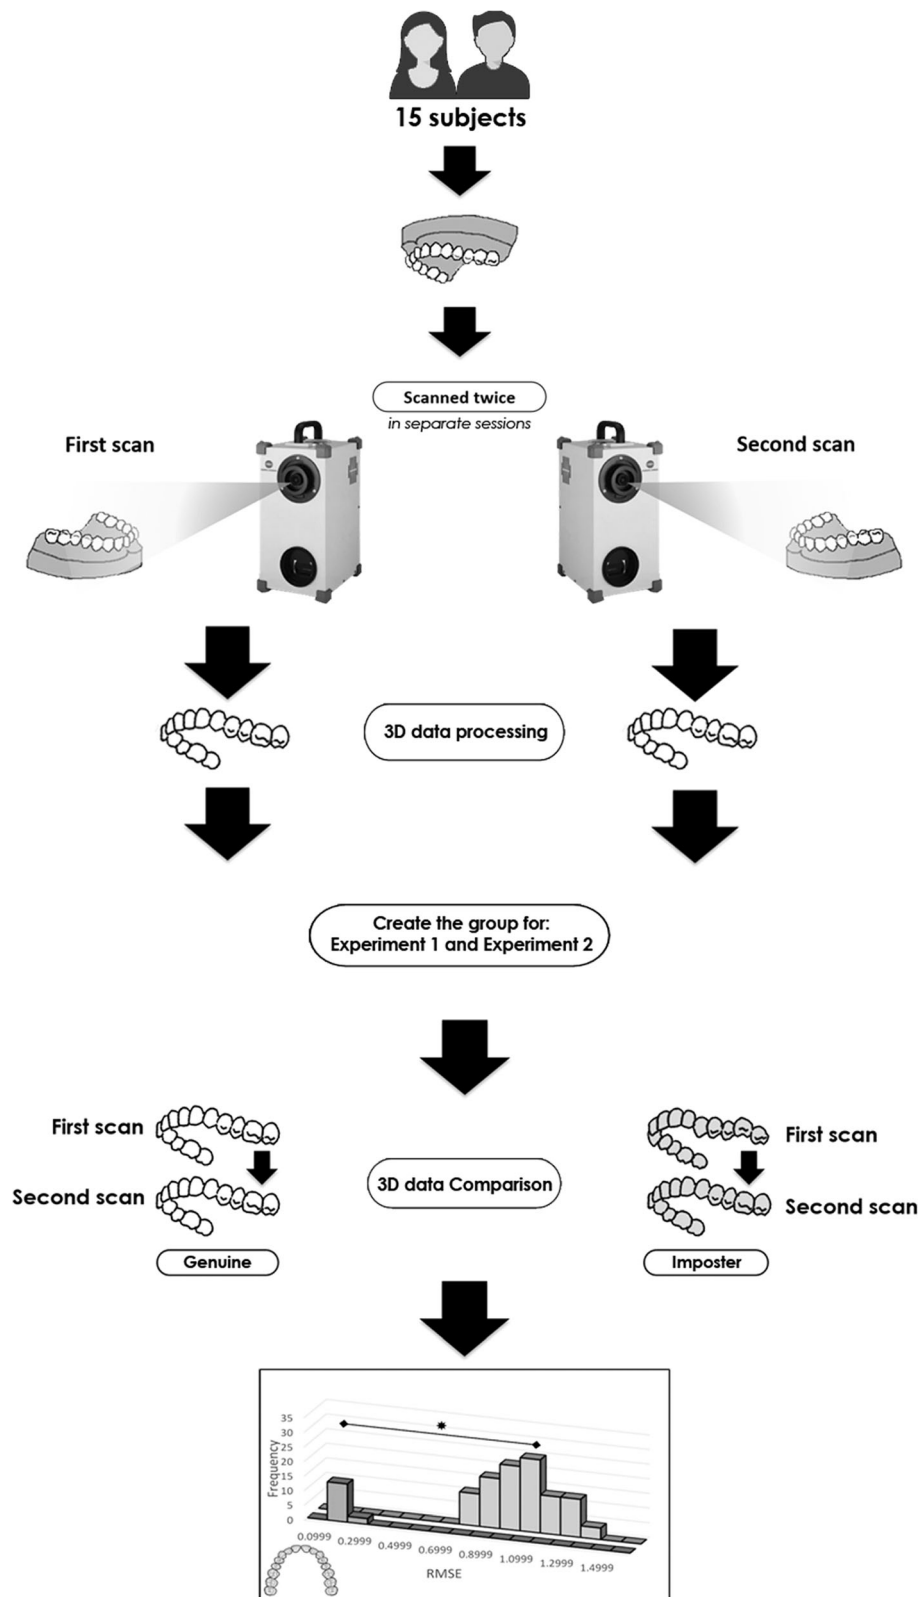 15 subjects
Scanned twice
in separate sessions
First scan
Second scan
3D data processing
Create the group for:
Experiment 1 and Experiment 2
First scan
Second scan
Genuine
3D data Comparison
First scan
Second scan
Imposter
Frequency
35
30
25
20
15
10
5
0
0.0999
0.2999
0.4999
0.6999
0.8999
1.0999
1.2999
1.4999
RMSE